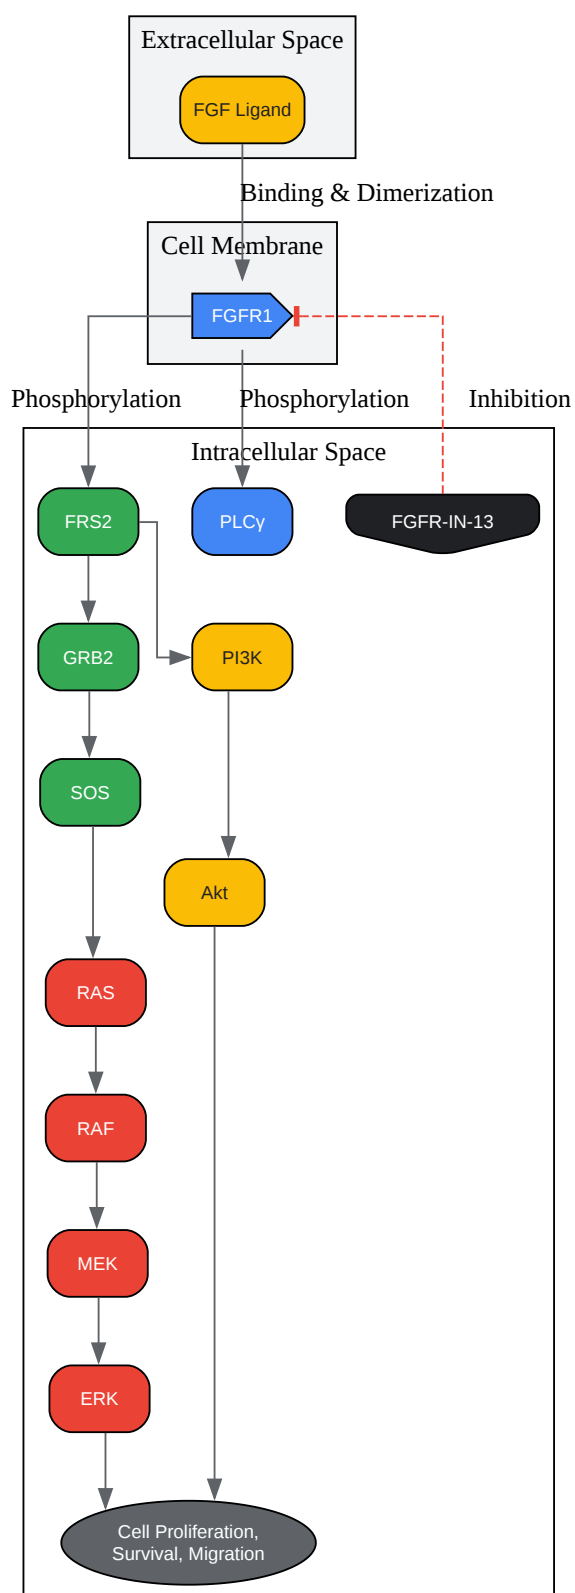 Extracellular Space
FGF Ligand
Binding & Dimerization
Cell Membrane
FGFR1
Phosphorylation
Phosphorylation
Inhibition
Intracellular Space
FRS2
PLCγ
FGFR-IN-13
GRB2
PI3K
SOS
Akt
RAS
RAF
MEK
ERK
Cell Proliferation,
Survival, Migration